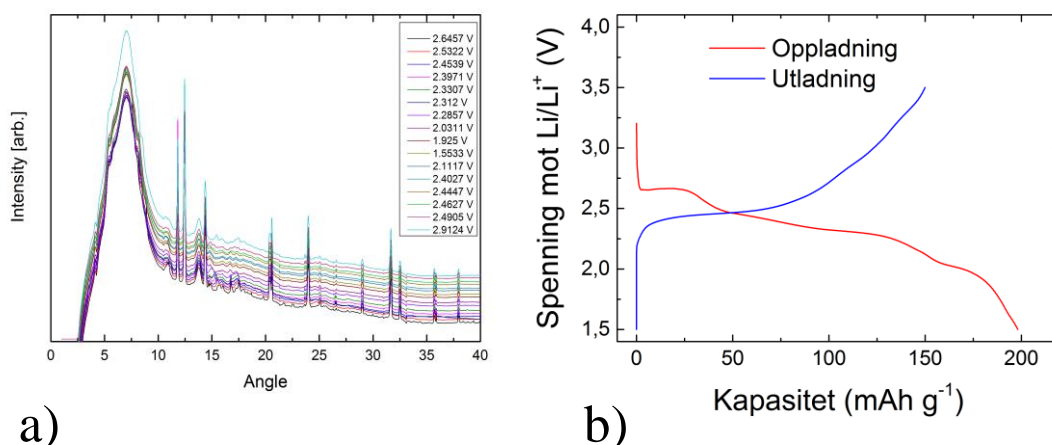 Intensity [arb.]
2.6457 V
2.5322 V
2.4539 V
2.3971 V
2.3307 V
2.312 V
2.2857 V
2.0311 V
1.925 V
1.5533 V
2.1117 V
2.4027 V
2.4447 V
2.4627 V
2.4905 V
2.9124 V
0 5 10 15 20 25 30 35 40
Angle
a)
Spenning mot Li/Li⁺ (V)
4,0
3,5
3,0
2,5
2,0
1,5
Oppladning
Utladning
0 50 100 150 200
Kapasitet (mAh g⁻¹)
b)